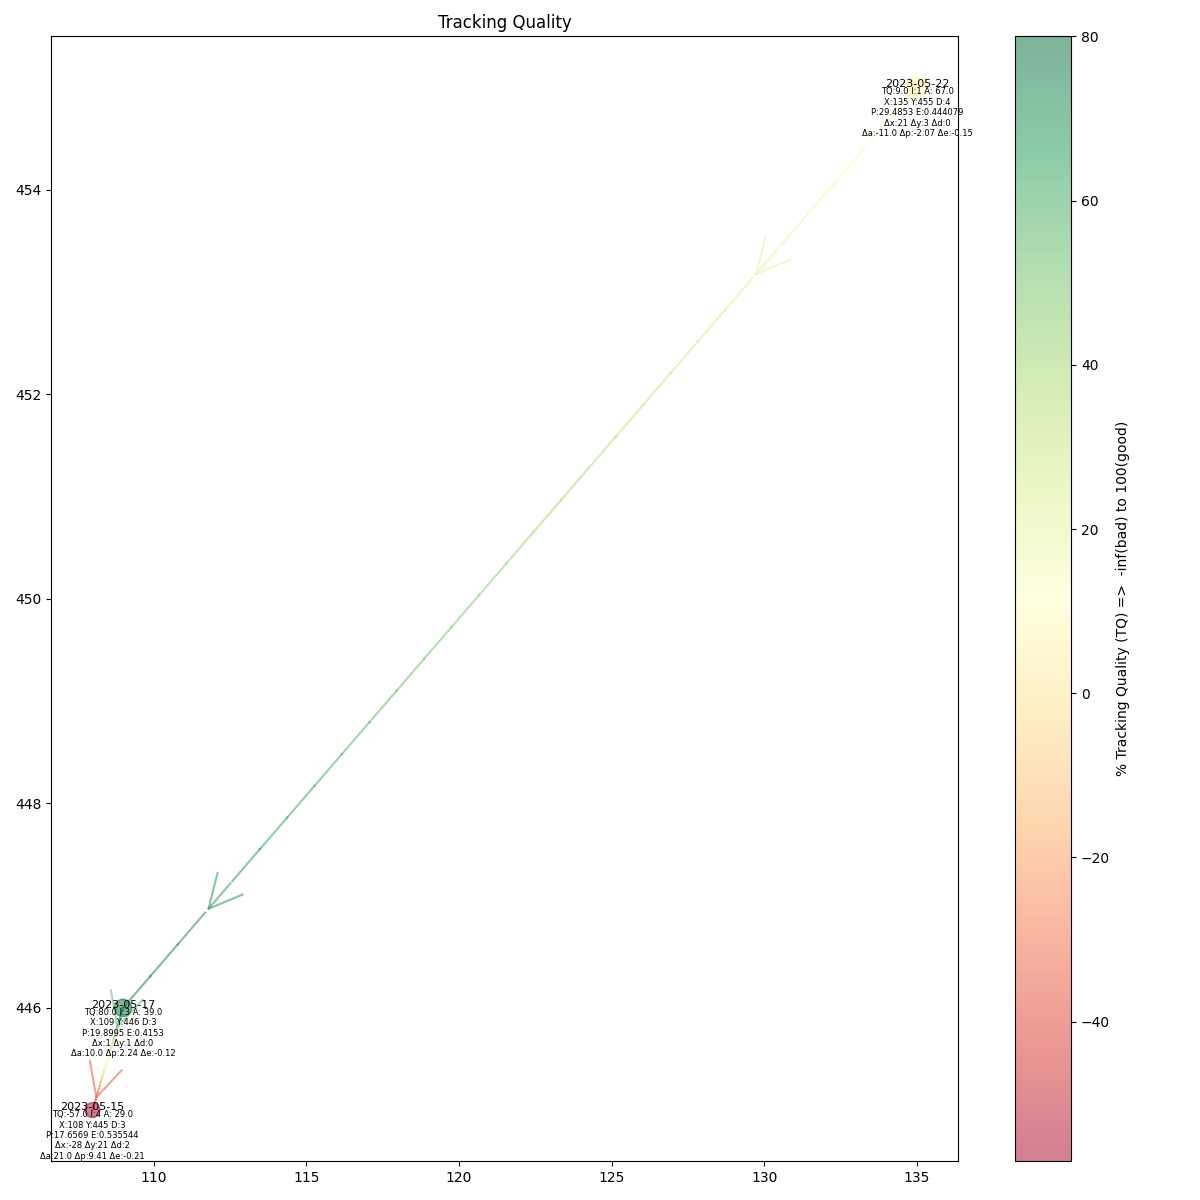 Tracking Quality
80
60
40
20
0
−20
−40
% Tracking Quality (TQ) => -inf(bad) to 100(good)
454
452
450
448
446
110
115
120
125
130
135
2023-05-22
TQ:9.0 I:1 A: 67.0
X:135 Y:455 D:4
P:29.4853 E:0.444079
Δx:21 Δy:3 Δd:0
Δa:-11.0 Δp:-2.07 Δe:-0.15
2023-05-17
TQ:80.0 I:3 A: 39.0
X:109 Y:446 D:3
P:19.8995 E:0.4153
Δx:1 Δy:1 Δd:0
Δa:10.0 Δp:2.24 Δe:-0.12
2023-05-15
TQ:-57.0 I:4 A: 29.0
X:108 Y:445 D:3
P:17.6569 E:0.535544
Δx:-28 Δy:21 Δd:2
Δa:21.0 Δp:9.41 Δe:-0.21